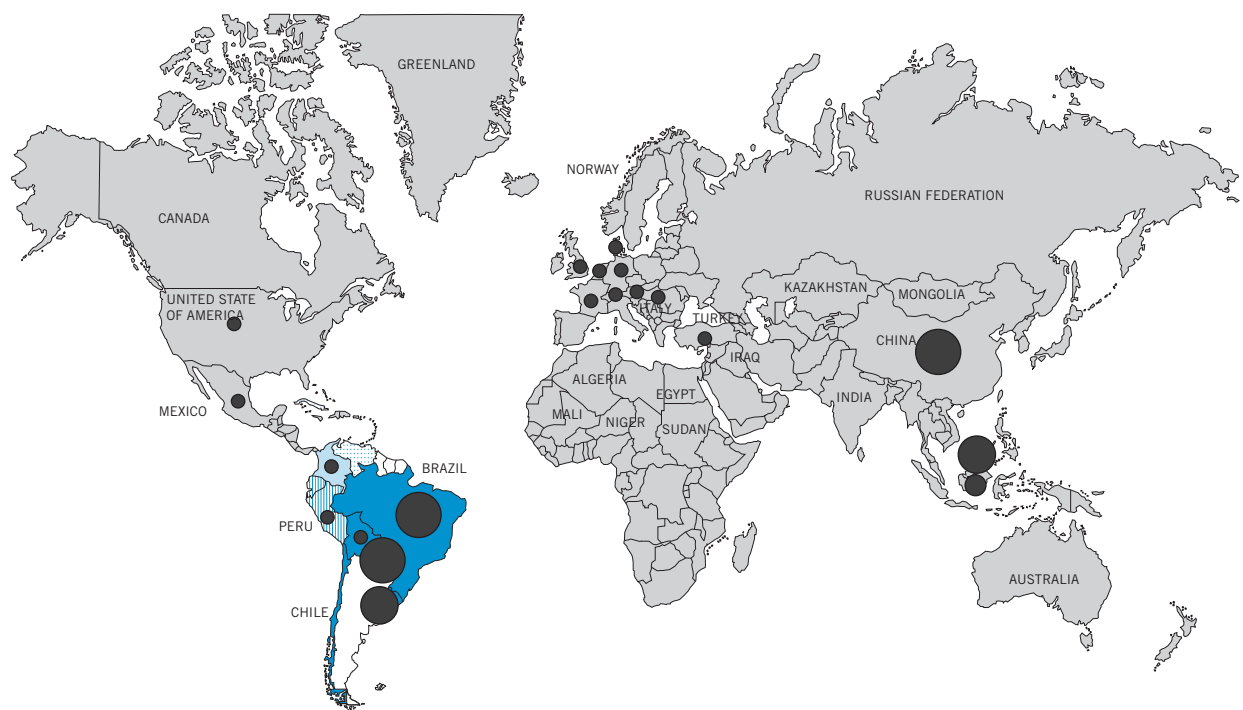 GREENLAND
NORWAY
RUSSIAN FEDERATION
CANADA
KAZAKHSTAN
MONGOLIA
UNITED STATES
OF AMERICA
ITALY
TURKEY
CHINA
IRAQ
ALGERIA
EGYPT
INDIA
MEXICO
MALI
NIGER
SUDAN
BRAZIL
PERU
AUSTRALIA
CHILE